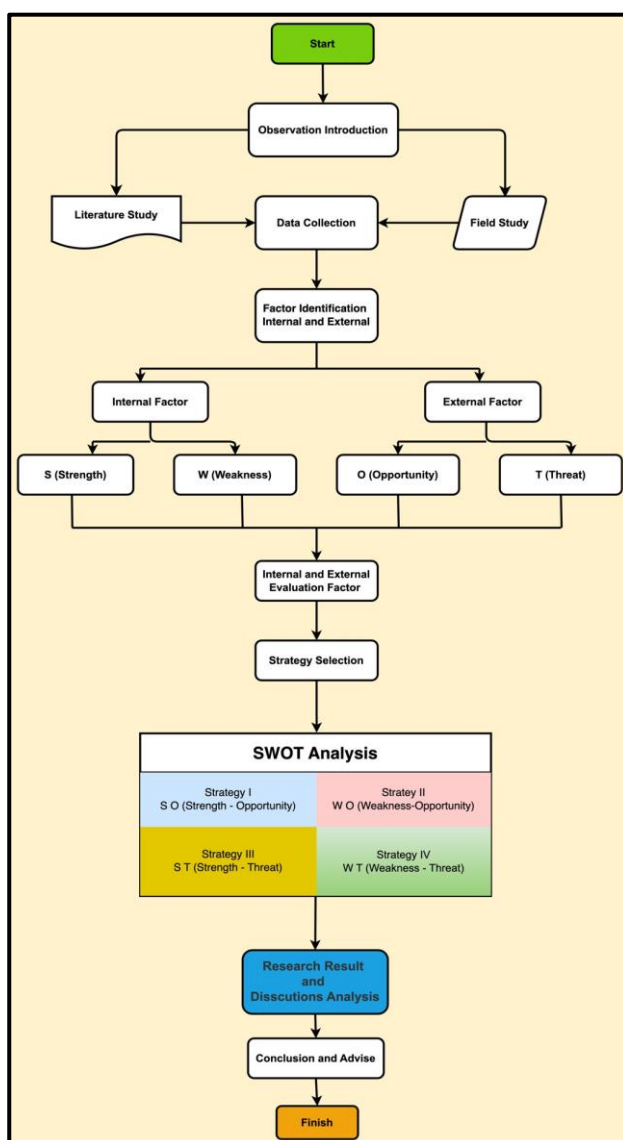 Start
Observation Introduction
Literature Study
Data Collection
Field Study
Factor Identification
Internal and External
Internal Factor
External Factor
S (Strength)
W (Weakness)
O (Opportunity)
T (Threat)
Internal and External
Evaluation Factor
Strategy Selection
SWOT Analysis
Strategy I
S O (Strength - Opportunity)
Stratey II
W O (Weakness-Opportunity)
Strategy III
S T (Strength - Threat)
Strategy IV
W T (Weakness - Threat)
Research Result
and
Disscutions Analysis
Conclusion and Advise
Finish